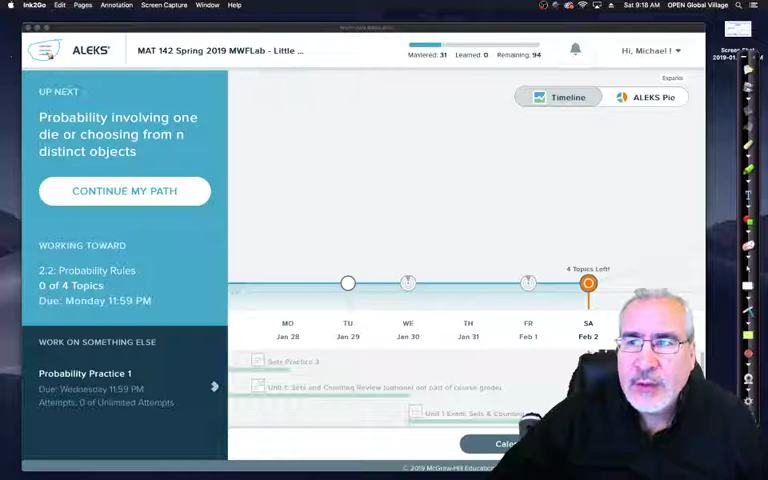 Ink2Go Edit Pages Annotation Screen Capture Window Help
Sat 9:18 AM OPEN Global Village
ALEKS
MAT 142 Spring 2019 MWFLab - Little ...
Mastered: 31 Learned: 0 Remaining: 94
Hi, Michael !
Español
Timeline
ALEKS Pie
UP NEXT
Probability involving one
die or choosing from n
distinct objects
CONTINUE MY PATH
WORKING TOWARD
2.2: Probability Rules
0 of 4 Topics
Due: Monday 11:59 PM
WORK ON SOMETHING ELSE
Probability Practice 1
Due: Wednesday 11:59 PM
Attempts: 0 of Unlimited Attempts
4 Topics Left!
MO TU WE TH FR SA
Jan 28 Jan 29 Jan 30 Jan 31 Feb 1 Feb 2
Sets Practice 3
Unit 1: Sets and Counting Review (optional not part of course grade)
Unit 1 Exam: Sets & Counting
© 2019 McGraw-Hill Education